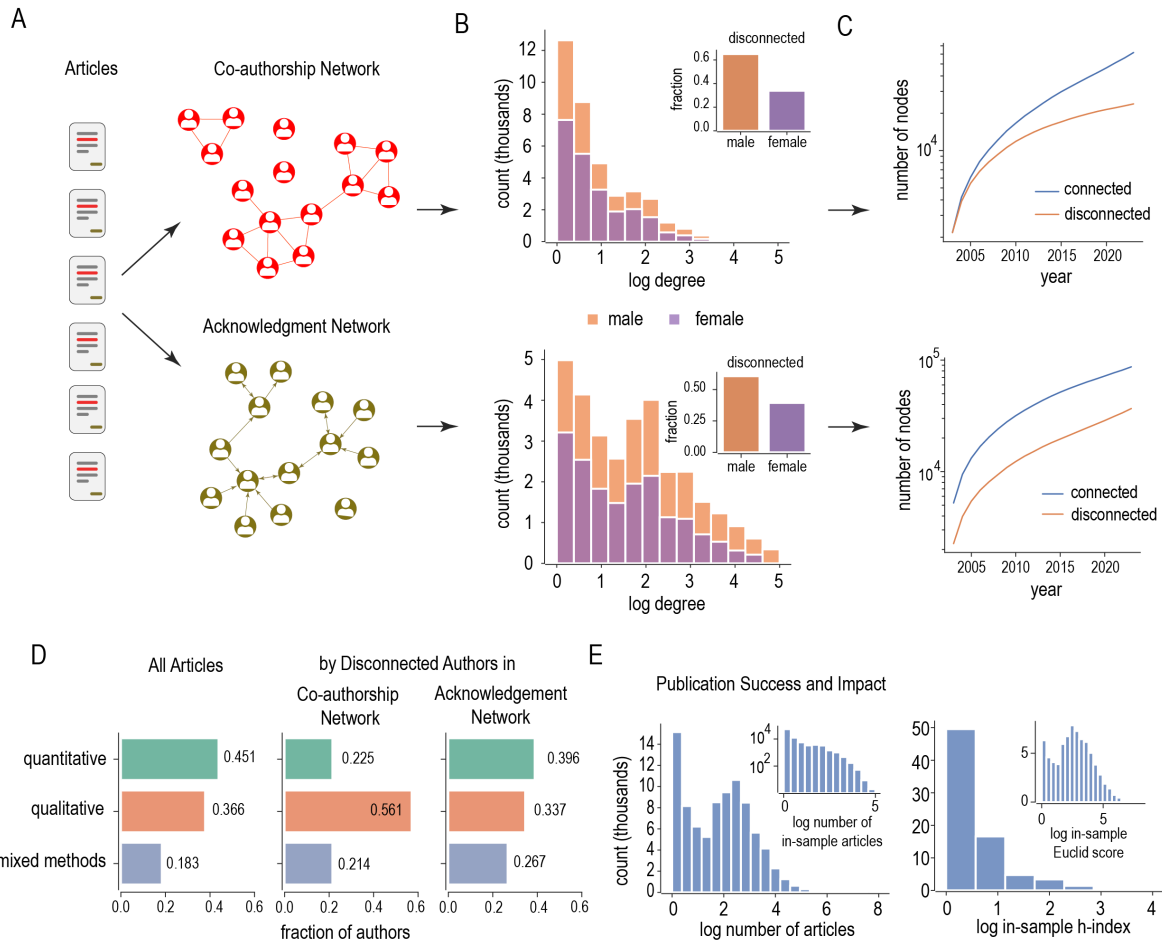 A
Articles
Co-authorship Network
Acknowledgment Network
B
count (thousands)
12
10
8
6
4
2
0
0 1 2 3 4 5
log degree
disconnected
fraction
0.6
0.4
0.2
0.0
male female
male female
count (thousands)
5
4
3
2
1
0
0 1 2 3 4 5
log degree
disconnected
fraction
0.50
0.25
0.00
male female
C
number of nodes
10^4
connected
disconnected
2005 2010 2015 2020
year
number of nodes
10^5
10^4
connected
disconnected
2005 2010 2015 2020
year
D
All Articles
by Disconnected Authors in
Co-authorship
Network
Acknowledgement
Network
quantitative
0.451
0.225
0.396
qualitative
0.366
0.561
0.337
mixed methods
0.183
0.214
0.267
0.0 0.2 0.4 0.6
0.0 0.2 0.4 0.6
0.0 0.2 0.4 0.6
fraction of authors
E
Publication Success and Impact
count (thousands)
14
12
10
8
6
4
2
0
0 2 4 6 8
log number of articles
10^4
10^2
0 5
log number of
in-sample articles
50
40
30
20
10
0
0 1 2 3 4
log in-sample h-index
5
0
0 5
log in-sample
Euclid score